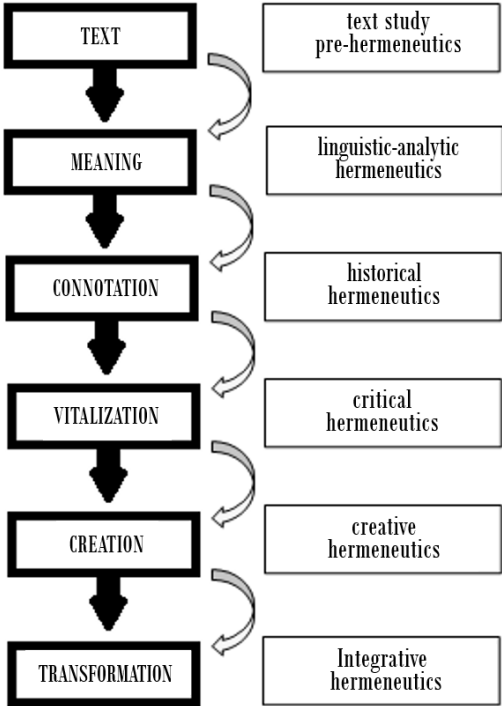 TEXT
text study
pre-hermeneutics
MEANING
linguistic-analytic
hermeneutics
CONNOTATION
historical
hermeneutics
VITALIZATION
critical
hermeneutics
CREATION
creative
hermeneutics
TRANSFORMATION
Integrative
hermeneutics